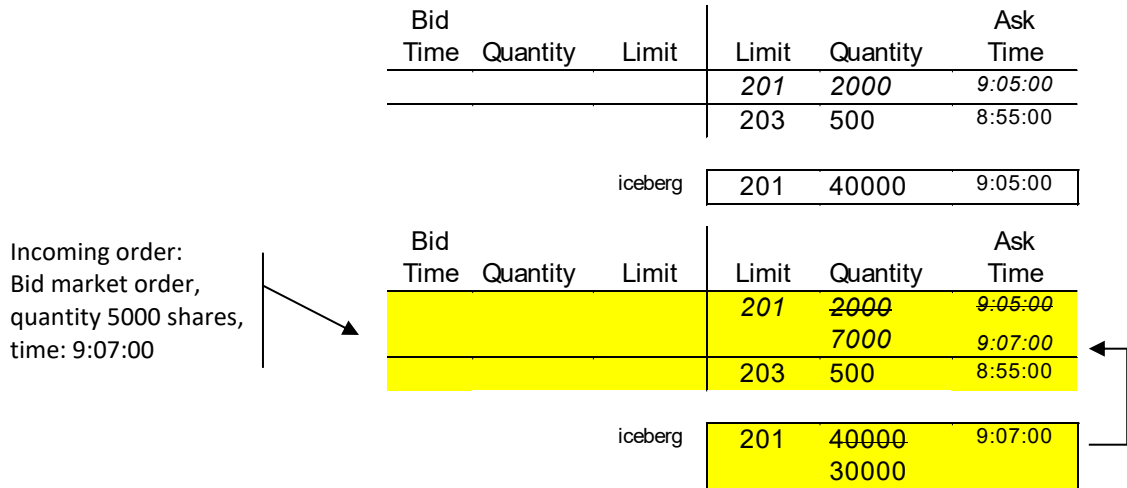 Bid Ask
Time Quantity Limit Limit Quantity Time
201 2000 9:05:00
203 500 8:55:00
iceberg 201 40000 9:05:00
Bid Ask
Time Quantity Limit Limit Quantity Time
Incoming order:
Bid market order,
quantity 5000 shares,
time: 9:07:00
201 2000 9:05:00
7000 9:07:00
203 500 8:55:00
iceberg 201 40000 9:07:00
30000